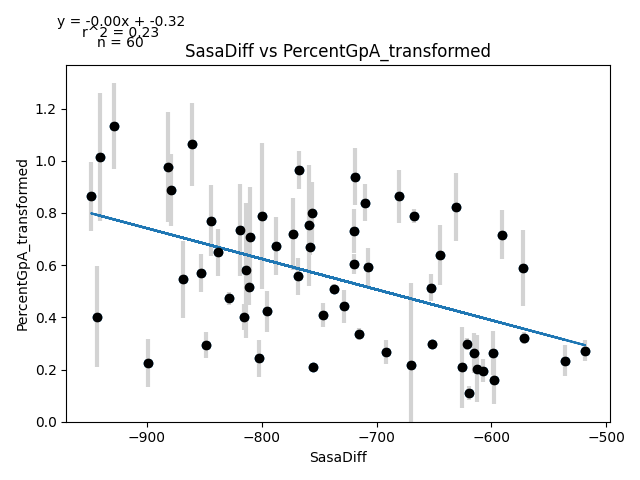 y = -0.00x + -0.32
r^2 = 0.23
n = 60
SasaDiff vs PercentGpA_transformed
PercentGpA_transformed
1.2
1.0
0.8
0.6
0.4
0.2
0.0
−900
−800
−700
−600
−500
SasaDiff